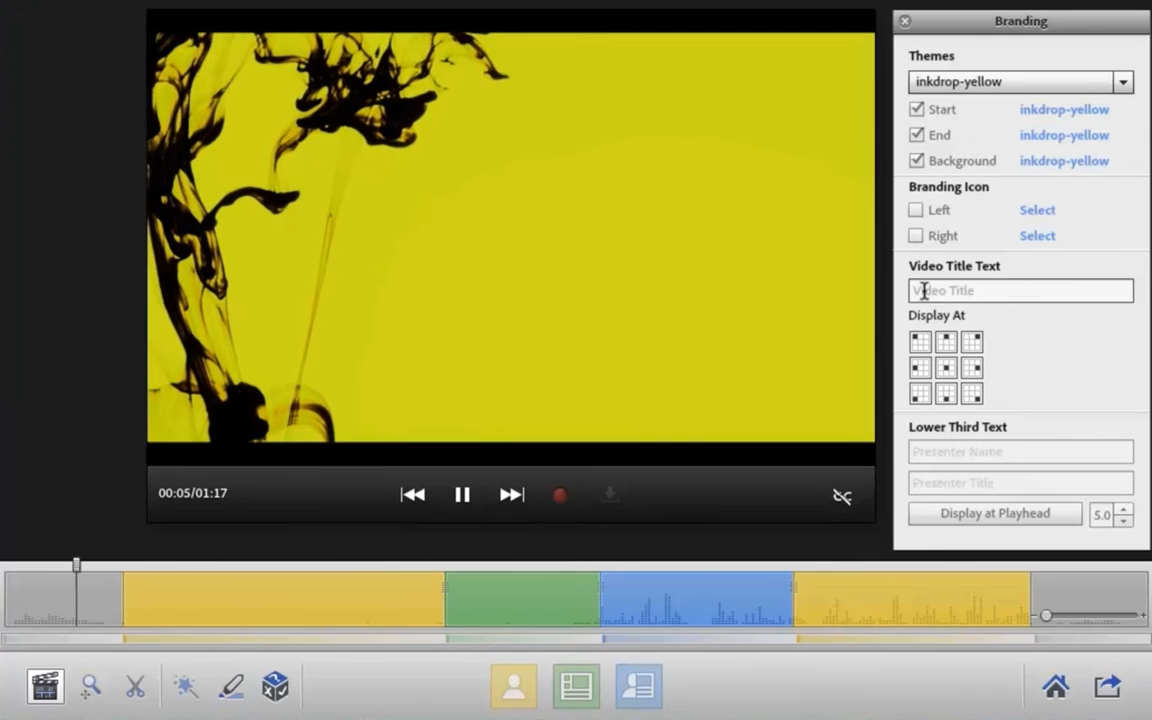 Branding
Themes
inkdrop-yellow
Start inkdrop-yellow
End inkdrop-yellow
Background inkdrop-yellow
Branding Icon
Left Select
Right Select
Video Title Text
Video Title
Display At
Lower Third Text
Presenter Name
Presenter Title
Display at Playhead 5.0
00:05/01:17